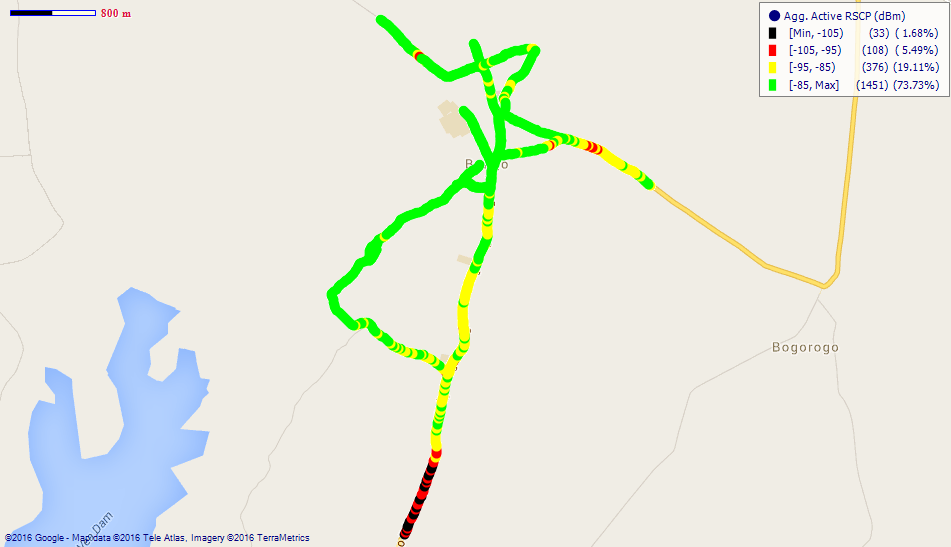 800 m
Agg. Active RSCP (dBm)
[Min, -105) (33) ( 1.68%)
[-105, -95) (108) ( 5.49%)
[-95, -85) (376) (19.11%)
[-85, Max] (1451) (73.73%)
Bogorogo
Dam
©2016 Google - Map data ©2016 Tele Atlas, Imagery ©2016 TerraMetrics